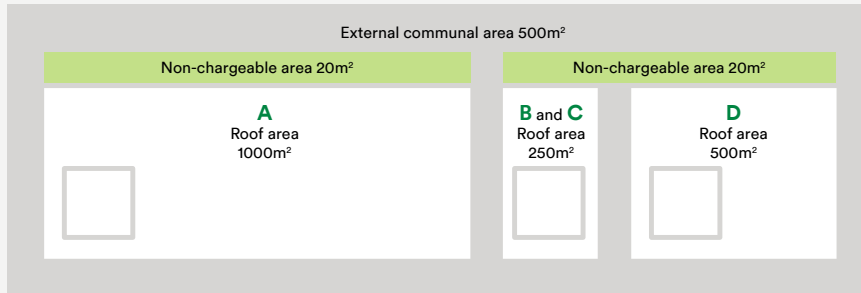 External communal area 500m²
Non-chargeable area 20m²
Non-chargeable area 20m²
A
Roof area
1000m²
B and C
Roof area
250m²
D
Roof area
500m²